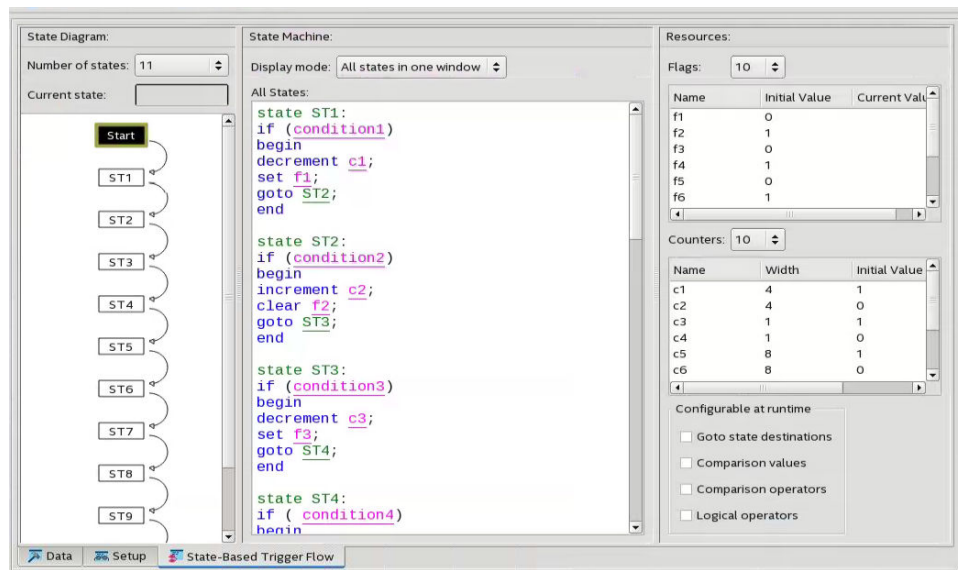 State Diagram:
Number of states: 11
Current state:
Start
ST1
ST2
ST3
ST4
ST5
ST6
ST7
ST8
ST9
State Machine:
Display mode: All states in one window
All States:
state ST1:
if (condition1)
begin
decrement c1;
set f1;
goto ST2;
end
state ST2:
if (condition2)
begin
increment c2;
clear f2;
goto ST3;
end
state ST3:
if (condition3)
begin
decrement c3;
set f3;
goto ST4;
end
state ST4:
if ( condition4)
begin
Resources:
Flags: 10
Name Initial Value Current Valu
f1 0
f2 1
f3 0
f4 1
f5 0
f6 1
Counters: 10
Name Width Initial Value
c1 4 1
c2 4 0
c3 1 1
c4 1 0
c5 8 1
c6 8 0
Configurable at runtime
Goto state destinations
Comparison values
Comparison operators
Logical operators
Data Setup State-Based Trigger Flow